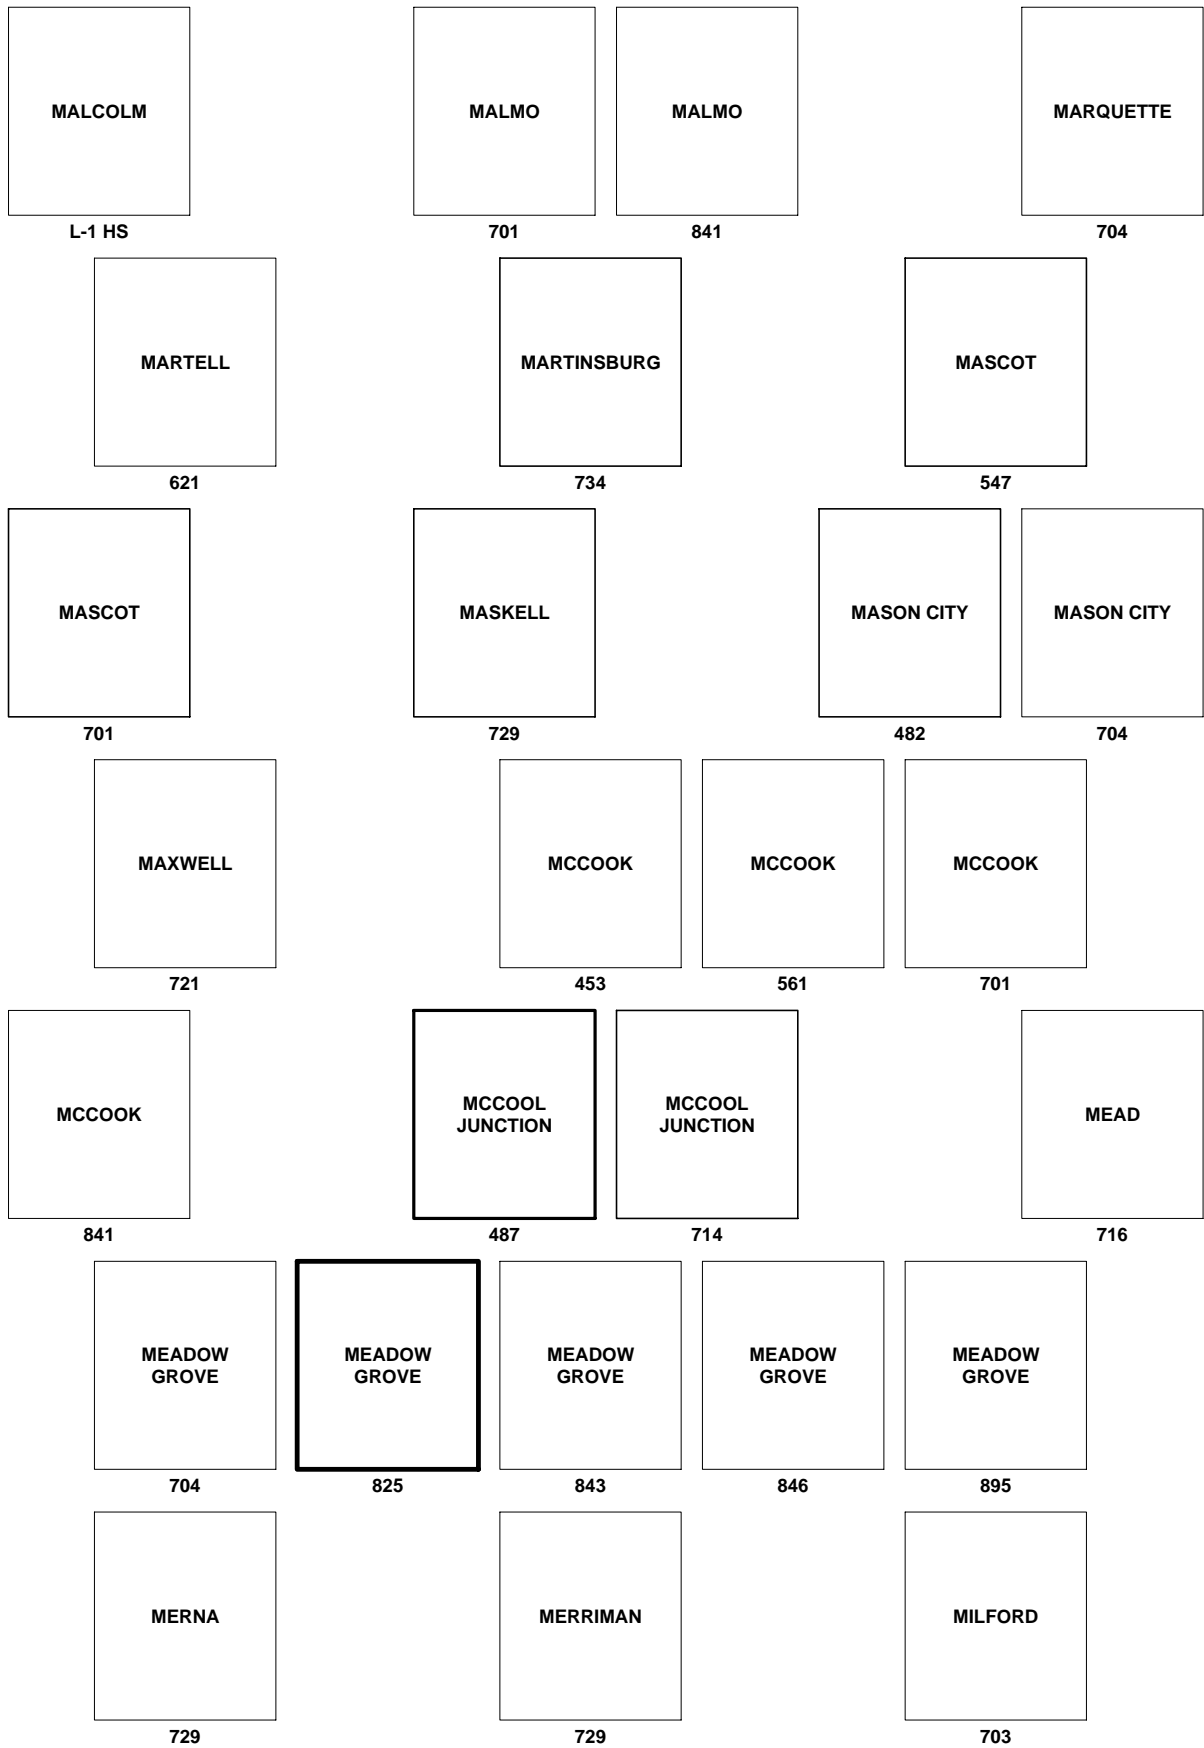 MALCOLM MALMO MALMO MARQUETTE
L-1 HS 701 841 704
MARTELL MARTINSBURG MASCOT
621 734 547
MASCOT MASKELL MASON CITY MASON CITY
701 729 482 704
MAXWELL MCCOOK MCCOOK MCCOOK
721 453 561 701
MCCOOK MCCOOL JUNCTION MCCOOL JUNCTION MEAD
841 487 714 716
MEADOW MEADOW MEADOW MEADOW MEADOW
GROVE GROVE GROVE GROVE GROVE
704 825 843 846 895
MERNA MERRIMAN MILFORD
729 729 703